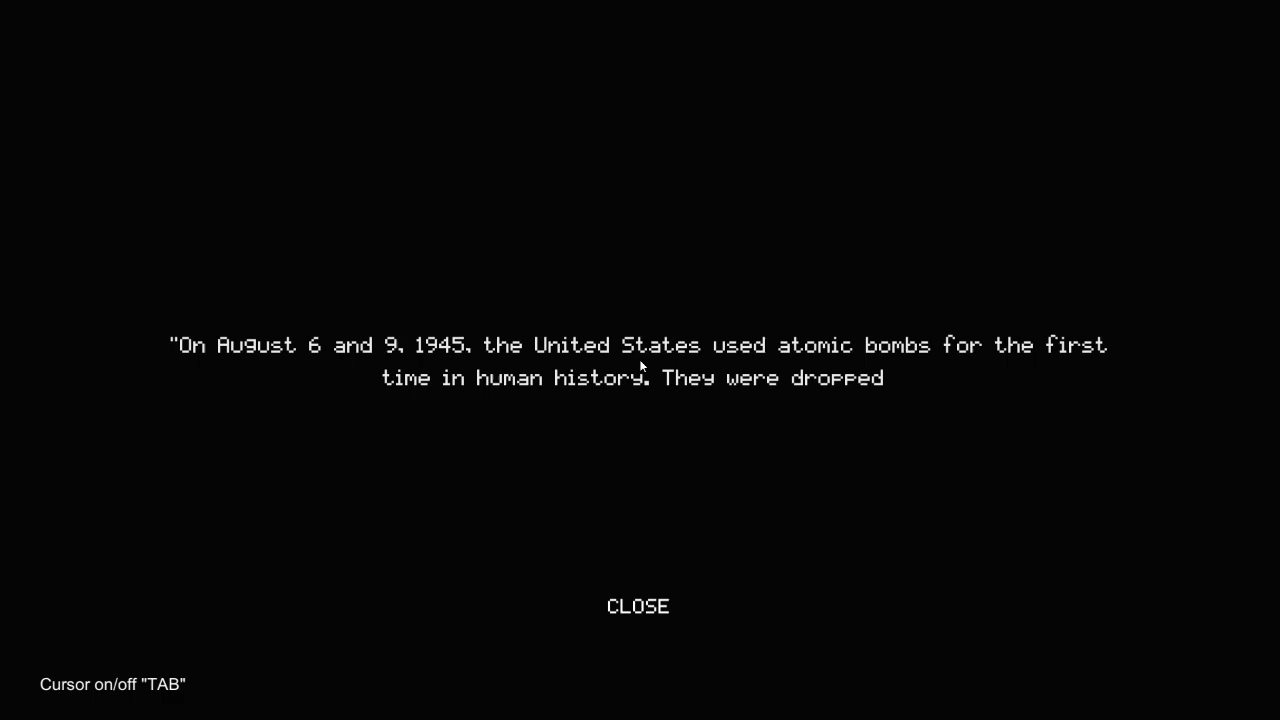 "On August 6 and 9, 1945, the United States used atomic bombs for the first
time in human history. They were dropped
CLOSE
Cursor on/off "TAB"